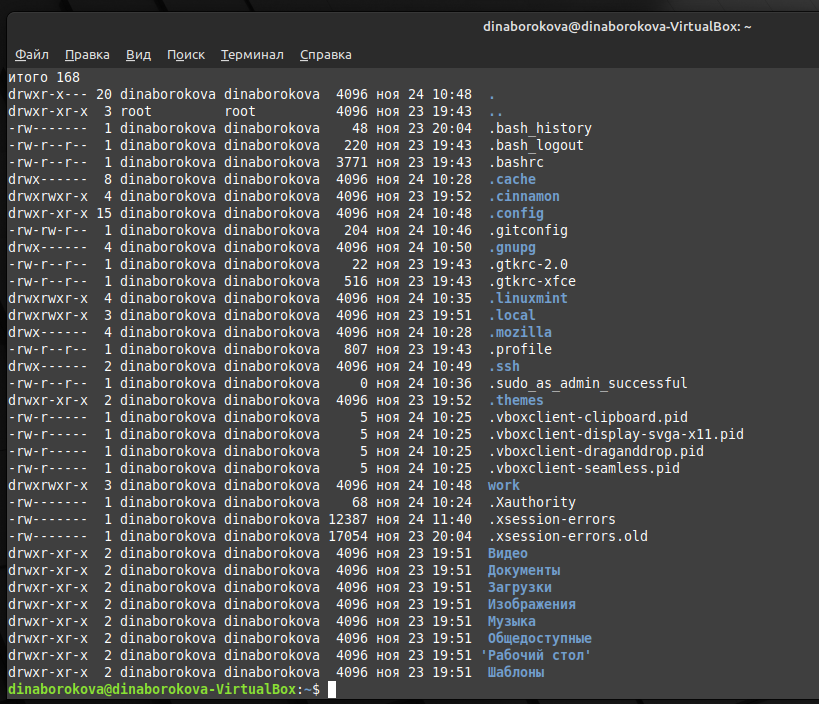 dinaborokova@dinaborokova-VirtualBox: ~
Файл Правка Вид Поиск Терминал Справка
итого 168
drwxr-x--- 20 dinaborokova dinaborokova  4096 ноя 24 10:48  .
drwxr-xr-x  3 root         root          4096 ноя 23 19:43  ..
-rw-------  1 dinaborokova dinaborokova    48 ноя 23 20:04  .bash_history
-rw-r--r--  1 dinaborokova dinaborokova   220 ноя 23 19:43  .bash_logout
-rw-r--r--  1 dinaborokova dinaborokova  3771 ноя 23 19:43  .bashrc
drwx------  8 dinaborokova dinaborokova  4096 ноя 24 10:28  .cache
drwxrwxr-x  4 dinaborokova dinaborokova  4096 ноя 23 19:52  .cinnamon
drwxr-xr-x 15 dinaborokova dinaborokova  4096 ноя 24 10:48  .config
-rw-rw-r--  1 dinaborokova dinaborokova   204 ноя 24 10:46  .gitconfig
drwx------  4 dinaborokova dinaborokova  4096 ноя 24 10:50  .gnupg
-rw-r--r--  1 dinaborokova dinaborokova    22 ноя 23 19:43  .gtkrc-2.0
-rw-r--r--  1 dinaborokova dinaborokova   516 ноя 23 19:43  .gtkrc-xfce
drwxrwxr-x  4 dinaborokova dinaborokova  4096 ноя 24 10:35  .linuxmint
drwxrwxr-x  3 dinaborokova dinaborokova  4096 ноя 23 19:51  .local
drwx------  4 dinaborokova dinaborokova  4096 ноя 24 10:28  .mozilla
-rw-r--r--  1 dinaborokova dinaborokova   807 ноя 23 19:43  .profile
drwx------  2 dinaborokova dinaborokova  4096 ноя 24 10:49  .ssh
-rw-r--r--  1 dinaborokova dinaborokova     0 ноя 24 10:36  .sudo_as_admin_successful
drwxr-xr-x  2 dinaborokova dinaborokova  4096 ноя 23 19:52  .themes
-rw-r-----  1 dinaborokova dinaborokova     5 ноя 24 10:25  .vboxclient-clipboard.pid
-rw-r-----  1 dinaborokova dinaborokova     5 ноя 24 10:25  .vboxclient-display-svga-x11.pid
-rw-r-----  1 dinaborokova dinaborokova     5 ноя 24 10:25  .vboxclient-draganddrop.pid
-rw-r-----  1 dinaborokova dinaborokova     5 ноя 24 10:25  .vboxclient-seamless.pid
drwxrwxr-x  3 dinaborokova dinaborokova  4096 ноя 24 10:48  work
-rw-------  1 dinaborokova dinaborokova    68 ноя 24 10:24  .Xauthority
-rw-------  1 dinaborokova dinaborokova 12387 ноя 24 11:40  .xsession-errors
-rw-------  1 dinaborokova dinaborokova 17054 ноя 23 20:04  .xsession-errors.old
drwxr-xr-x  2 dinaborokova dinaborokova  4096 ноя 23 19:51  Видео
drwxr-xr-x  2 dinaborokova dinaborokova  4096 ноя 23 19:51  Документы
drwxr-xr-x  2 dinaborokova dinaborokova  4096 ноя 23 19:51  Загрузки
drwxr-xr-x  2 dinaborokova dinaborokova  4096 ноя 23 19:51  Изображения
drwxr-xr-x  2 dinaborokova dinaborokova  4096 ноя 23 19:51  Музыка
drwxr-xr-x  2 dinaborokova dinaborokova  4096 ноя 23 19:51  Общедоступные
drwxr-xr-x  2 dinaborokova dinaborokova  4096 ноя 23 19:51 'Рабочий стол'
drwxr-xr-x  2 dinaborokova dinaborokova  4096 ноя 23 19:51  Шаблоны
dinaborokova@dinaborokova-VirtualBox:~$